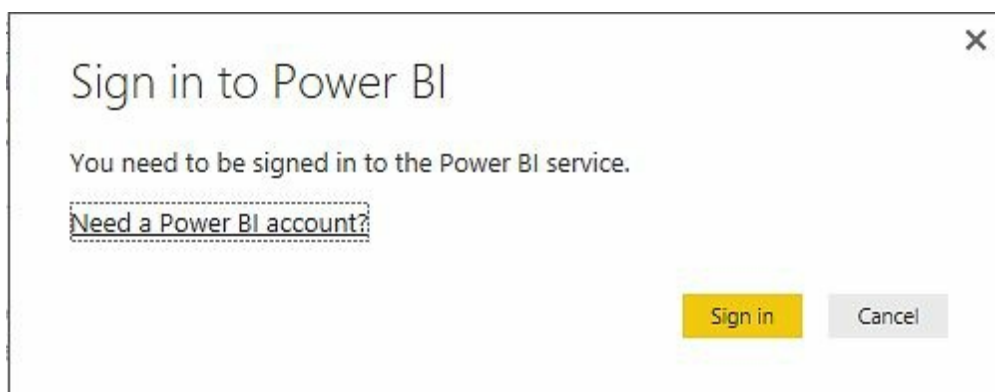 Sign in to Power BI
You need to be signed in to the Power BI service.
Need a Power BI account?
Sign in
Cancel